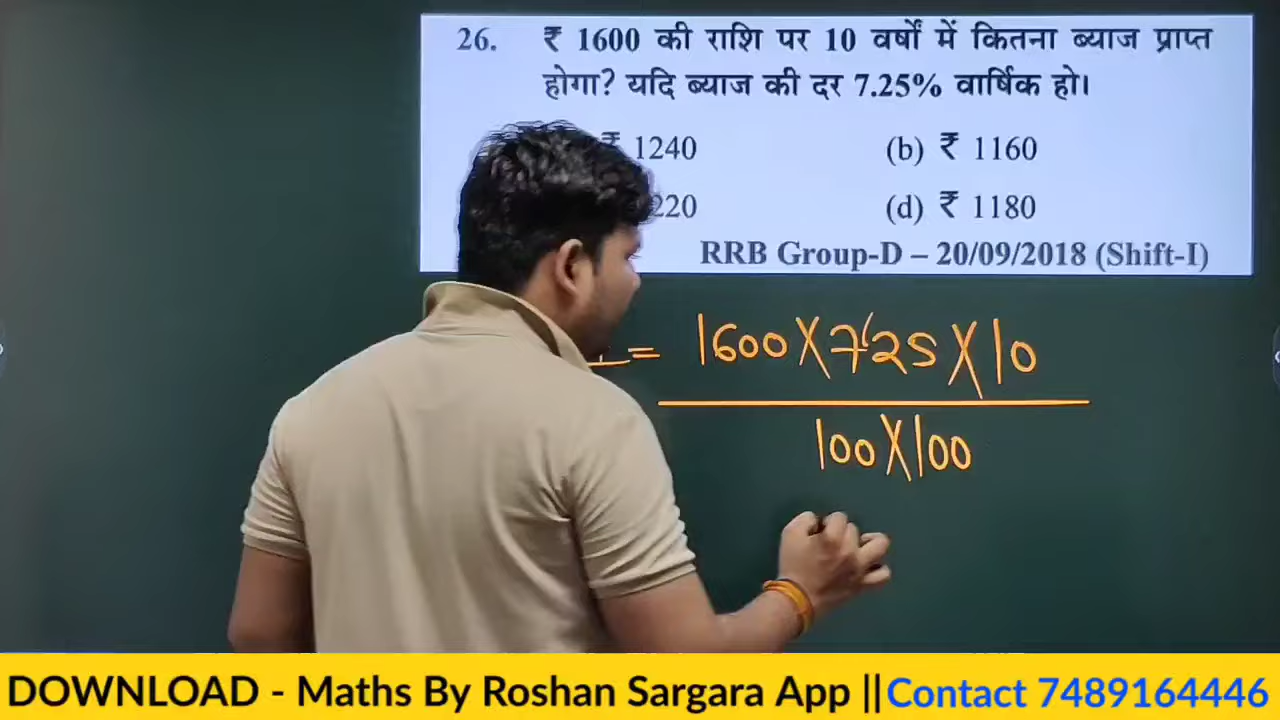 26. ₹ 1600 की राशि पर 10 वर्षों में कितना ब्याज प्राप्त
होगा? यदि ब्याज की दर 7.25% वार्षिक हो।
₹ 1240 (b) ₹ 1160
220 (d) ₹ 1180
RRB Group-D – 20/09/2018 (Shift-I)
= 1600 X 725 X 10
100 X 100
DOWNLOAD - Maths By Roshan Sargara App || Contact 7489164446